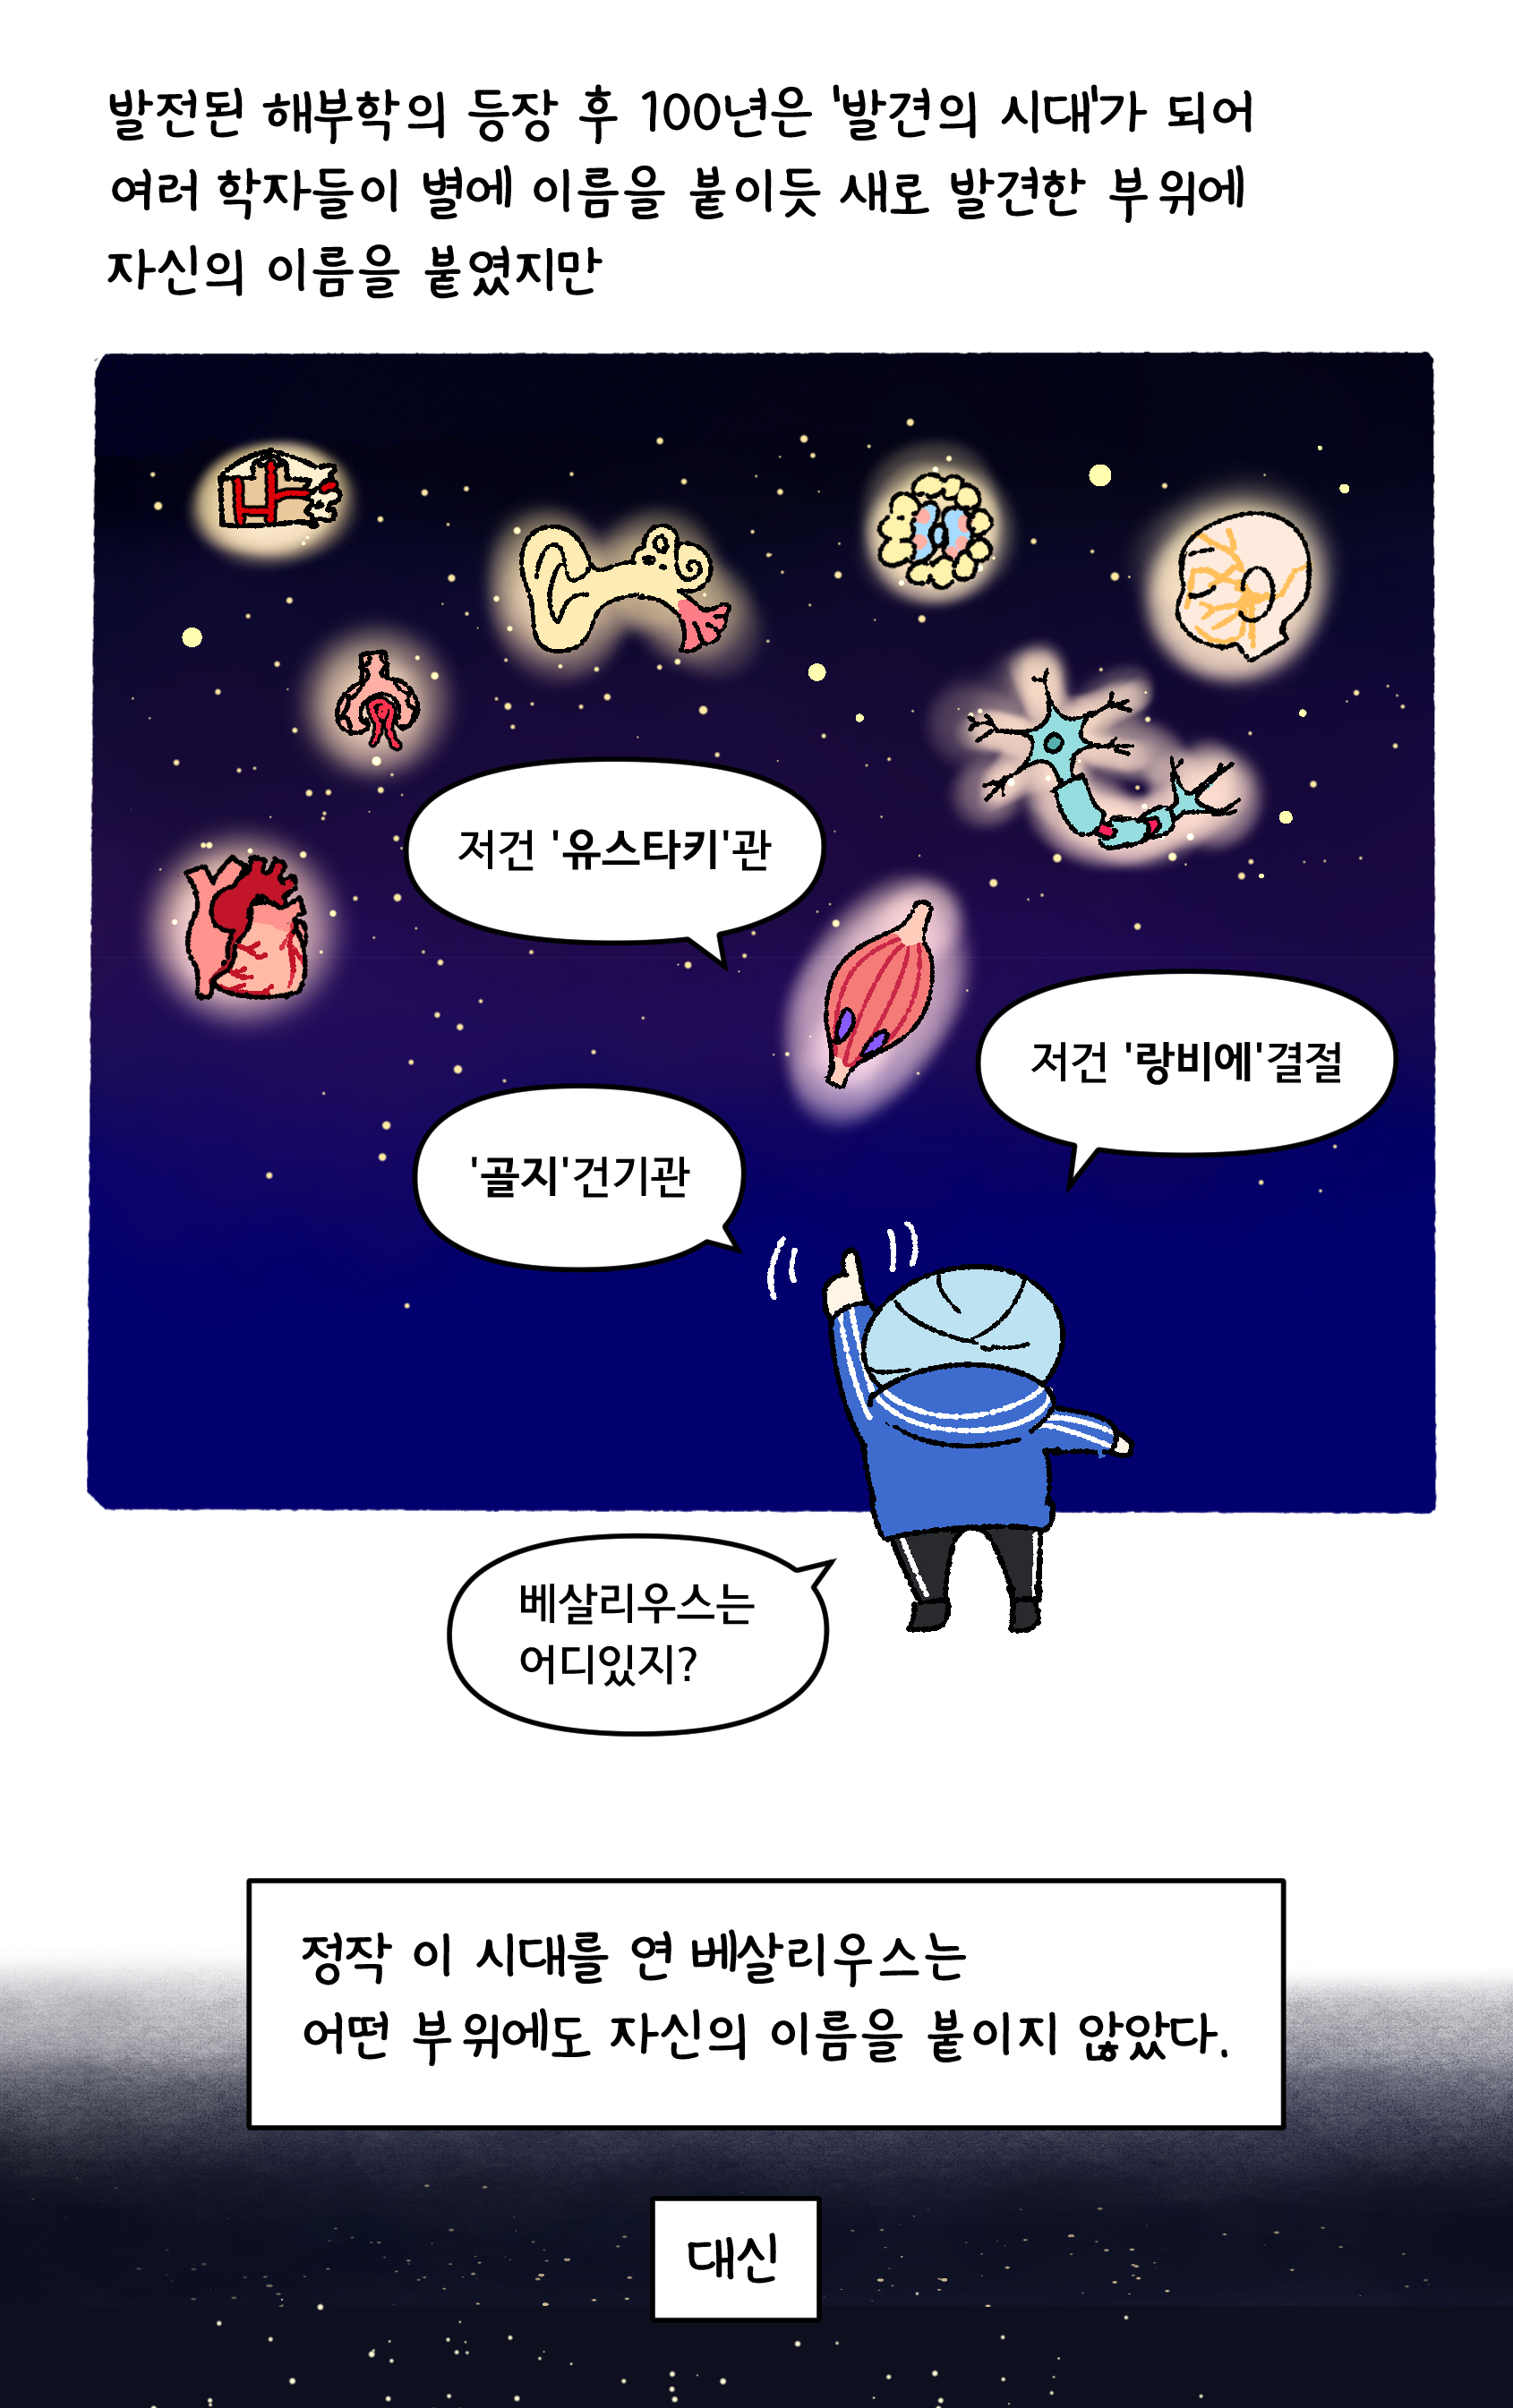 발전된 해부학의 등장 후 100년은 '발견의 시대'가 되어
여러 학자들이 별에 이름을 붙이듯 새로 발견한 부위에
자신의 이름을 붙였지만
저건 '유스타키'관
저건 '랑비에'결절
'골지'건기관
베살리우스는
어디있지?
정작 이 시대를 연 베살리우스는
어떤 부위에도 자신의 이름을 붙이지 않았다.
대신